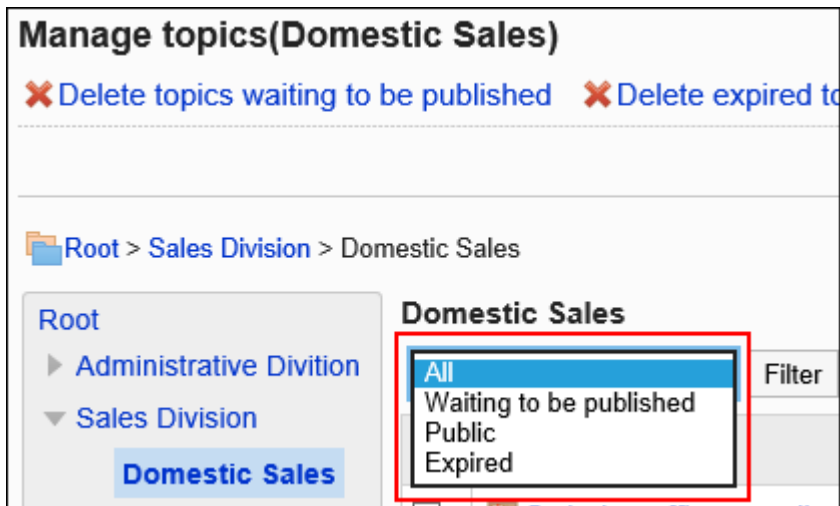 Manage topics(Domestic Sales)
Delete topics waiting to be published Delete expired
Root > Sales Division > Domestic Sales
Root
Administrative Divition
Sales Division
Domestic Sales
Domestic Sales
All
Waiting to be published
Public
Expired
Filter